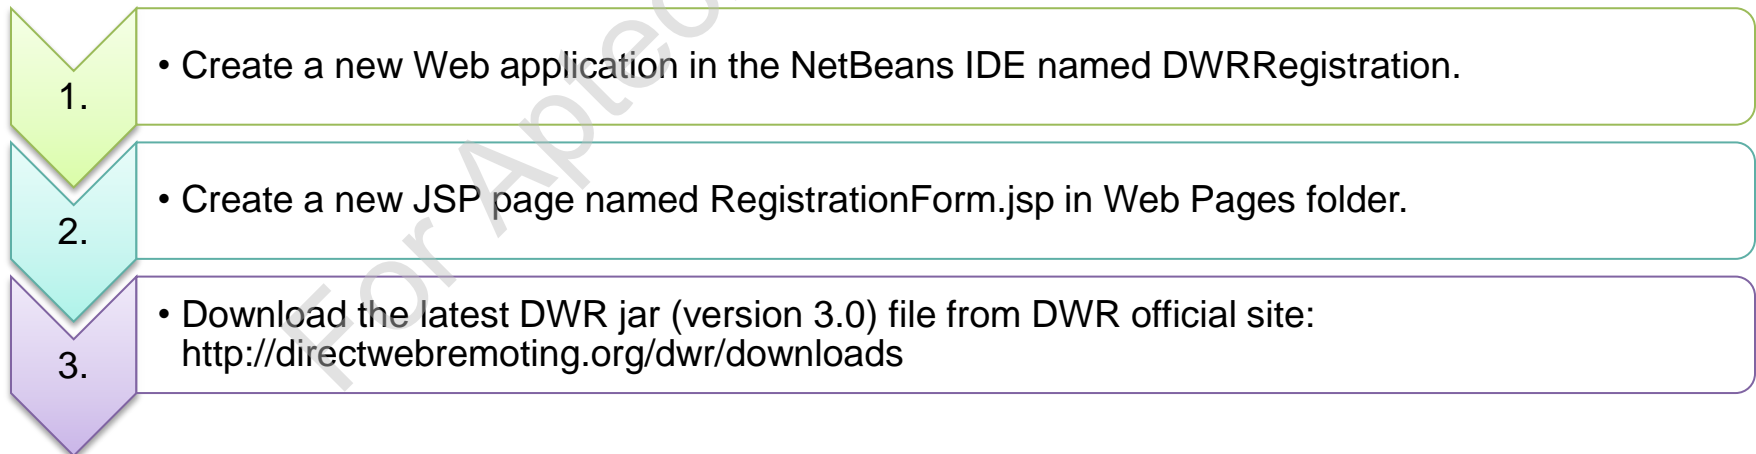 1.
• Create a new Web application in the NetBeans IDE named DWRRegistration.
2.
• Create a new JSP page named RegistrationForm.jsp in Web Pages folder.
3.
• Download the latest DWR jar (version 3.0) file from DWR official site:
http://directwebremoting.org/dwr/downloads
For Aptec